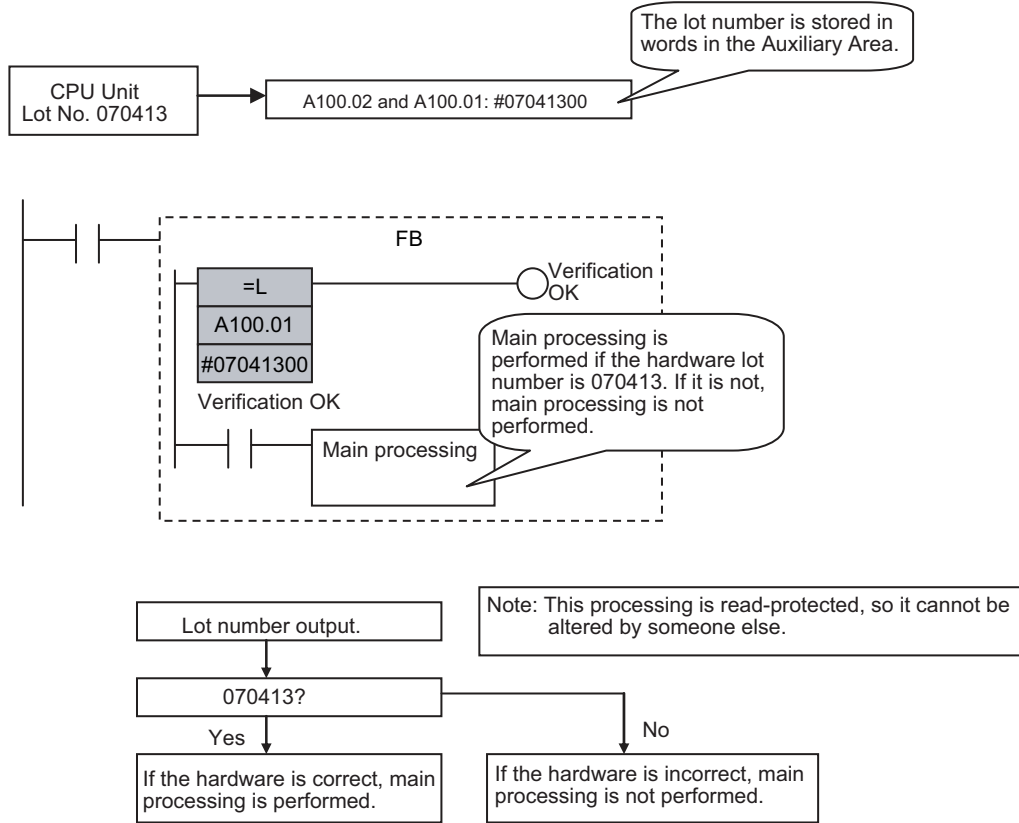 The lot number is stored in
words in the Auxiliary Area.
CPU Unit
Lot No. 070413
A100.02 and A100.01: #07041300
FB
=L
A100.01
#07041300
Verification
OK
Main processing is
performed if the hardware lot
number is 070413. If it is not,
main processing is not
performed.
Verification OK
Main processing
Lot number output.
Note: This processing is read-protected, so it cannot be
altered by someone else.
070413?
Yes
No
If the hardware is correct, main
processing is performed.
If the hardware is incorrect, main
processing is not performed.